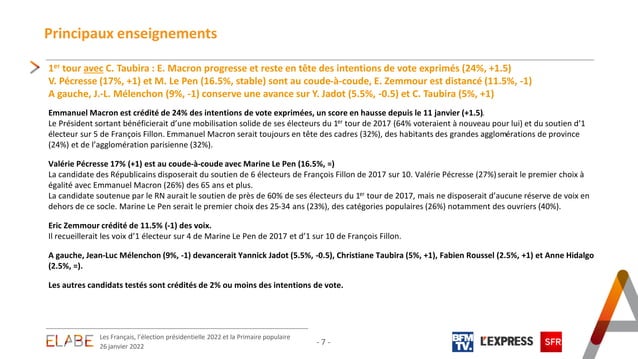 Principaux enseignements
1er tour avec C. Taubira : E. Macron progresse et reste en tête des intentions de vote exprimés (24%, +1.5)
V. Pécresse (17%, +1) et M. Le Pen (16.5%, stable) sont au coude-à-coude, E. Zemmour est distancé (11.5%, -1)
A gauche, J.-L. Mélenchon (9%, -1) conserve une avance sur Y. Jadot (5.5%, -0.5) et C. Taubira (5%, +1)
Emmanuel Macron est crédité de 24% des intentions de vote exprimées, un score en hausse depuis le 11 janvier (+1.5).
Le Président sortant bénéficierait d'une mobilisation solide de ses électeurs du 1er tour de 2017 (64% voteraient à nouveau pour lui) et du soutien d'1
électeur sur 5 de François Fillon. Emmanuel Macron serait toujours en tête des cadres (32%), des habitants des grandes agglomérations de province
(24%) et de l'agglomération parisienne (32%).
Valérie Pécresse 17% (+1) est au coude-à-coude avec Marine Le Pen (16.5%, =)
La candidate des Républicains disposerait du soutien de 6 électeurs de François Fillon de 2017 sur 10. Valérie Pécresse (27%) serait le premier choix à
égalité avec Emmanuel Macron (26%) des 65 ans et plus.
La candidate soutenue par le RN aurait le soutien de près de 60% de ses électeurs du 1er tour de 2017, mais ne disposerait d'aucune réserve de voix en
dehors de ce socle. Marine Le Pen serait le premier choix des 25-34 ans (23%), des catégories populaires (26%) notamment des ouvriers (40%).
Eric Zemmour crédité de 11.5% (-1) des voix.
Il recueillerait les voix d'1 électeur sur 4 de Marine Le Pen de 2017 et d'1 sur 10 de François Fillon.
A gauche, Jean-Luc Mélenchon (9%, -1) devancerait Yannick Jadot (5.5%, -0.5), Christiane Taubira (5%, +1), Fabien Roussel (2.5%, +1) et Anne Hidalgo
(2.5%, =).
Les autres candidats testés sont crédités de 2% ou moins des intentions de vote.
ELABE
Les Français, l'élection présidentielle 2022 et la Primaire populaire
26 janvier 2022
- 7 -
BFM
TV.
L'EXPRESS
SFR